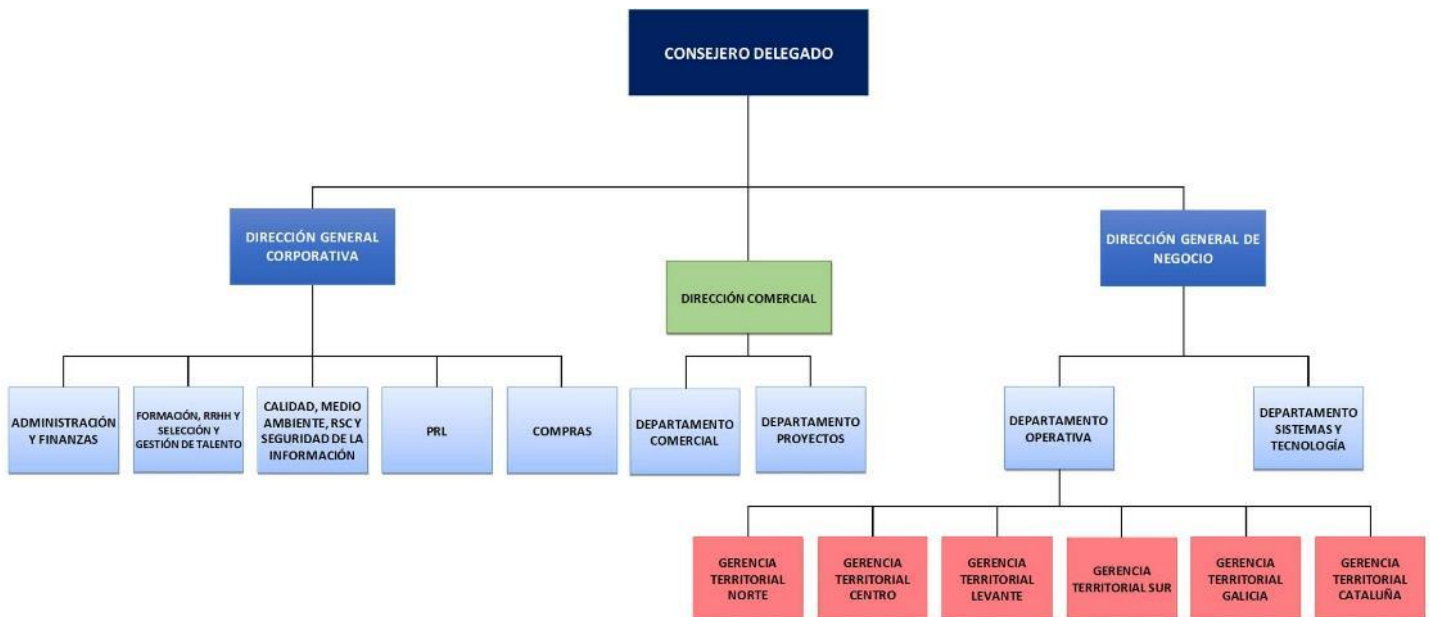 CONSEJERO DELEGADO
DIRECCIÓN GENERAL
CORPORATIVA
DIRECCIÓN COMERCIAL
DIRECCIÓN GENERAL DE
NEGOCIO
ADMINISTRACIÓN
Y FINANZAS
FORMACIÓN, RRHH Y
SELECCIÓN Y
GESTIÓN DE TALENTO
CALIDAD, MEDIO
AMBIENTE, RSC Y
SEGURIDAD DE LA
INFORMACIÓN
PRL
COMPRAS
DEPARTAMENTO
COMERCIAL
DEPARTAMENTO
PROYECTOS
DEPARTAMENTO
OPERATIVA
DEPARTAMENTO
SISTEMAS Y
TECNOLOGÍA
GERENCIA
TERRITORIAL
NORTE
GERENCIA
TERRITORIAL
CENTRO
GERENCIA
TERRITORIAL
LEVANTE
GERENCIA
TERRITORIAL SUR
GERENCIA
TERRITORIAL
GALICIA
GERENCIA
TERRITORIAL
CATALUÑA